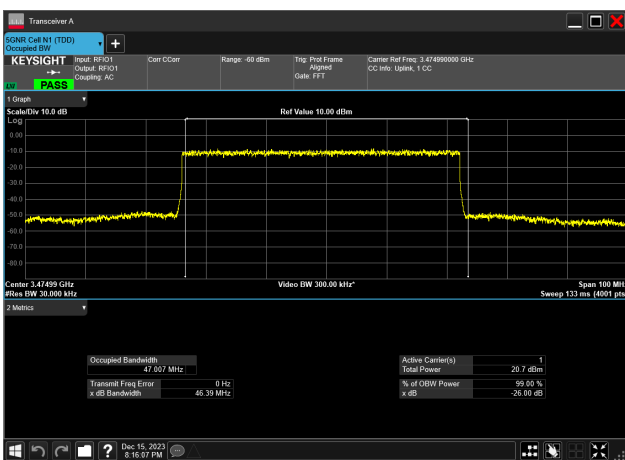 Transceiver A
5GNR Cell N1 (TDD)
Occupied BW
KEYSIGHT
Input: RFIO1
Output: RFIO1
Coupling: AC
Corr CCorr
Range: -60 dBm
Trig: Prot Frame
Aligned
Gate: FFT
Carrier Ref Freq: 3.474990000 GHz
CC Info: Uplink, 1 CC
PASS
1 Graph
Scale/Div 10.0 dB
Ref Value 10.00 dBm
Log
0.00
-10.0
-20.0
-30.0
-40.0
-50.0
-60.0
-70.0
-80.0
Center 3.47499 GHz
Video BW 300.00 kHz*
Span 100 MH
#Res BW 30.000 kHz
Sweep 133 ms (4001 pts
2 Metrics
Occupied Bandwidth
47.007 MHz
Active Carrier(s) 1
Total Power 20.7 dBm
Transmit Freq Error 0 Hz
x dB Bandwidth 46.39 MHz
% of OBW Power 99.00 %
x dB -26.00 dB
Dec 15, 2023
8:16:07 PM